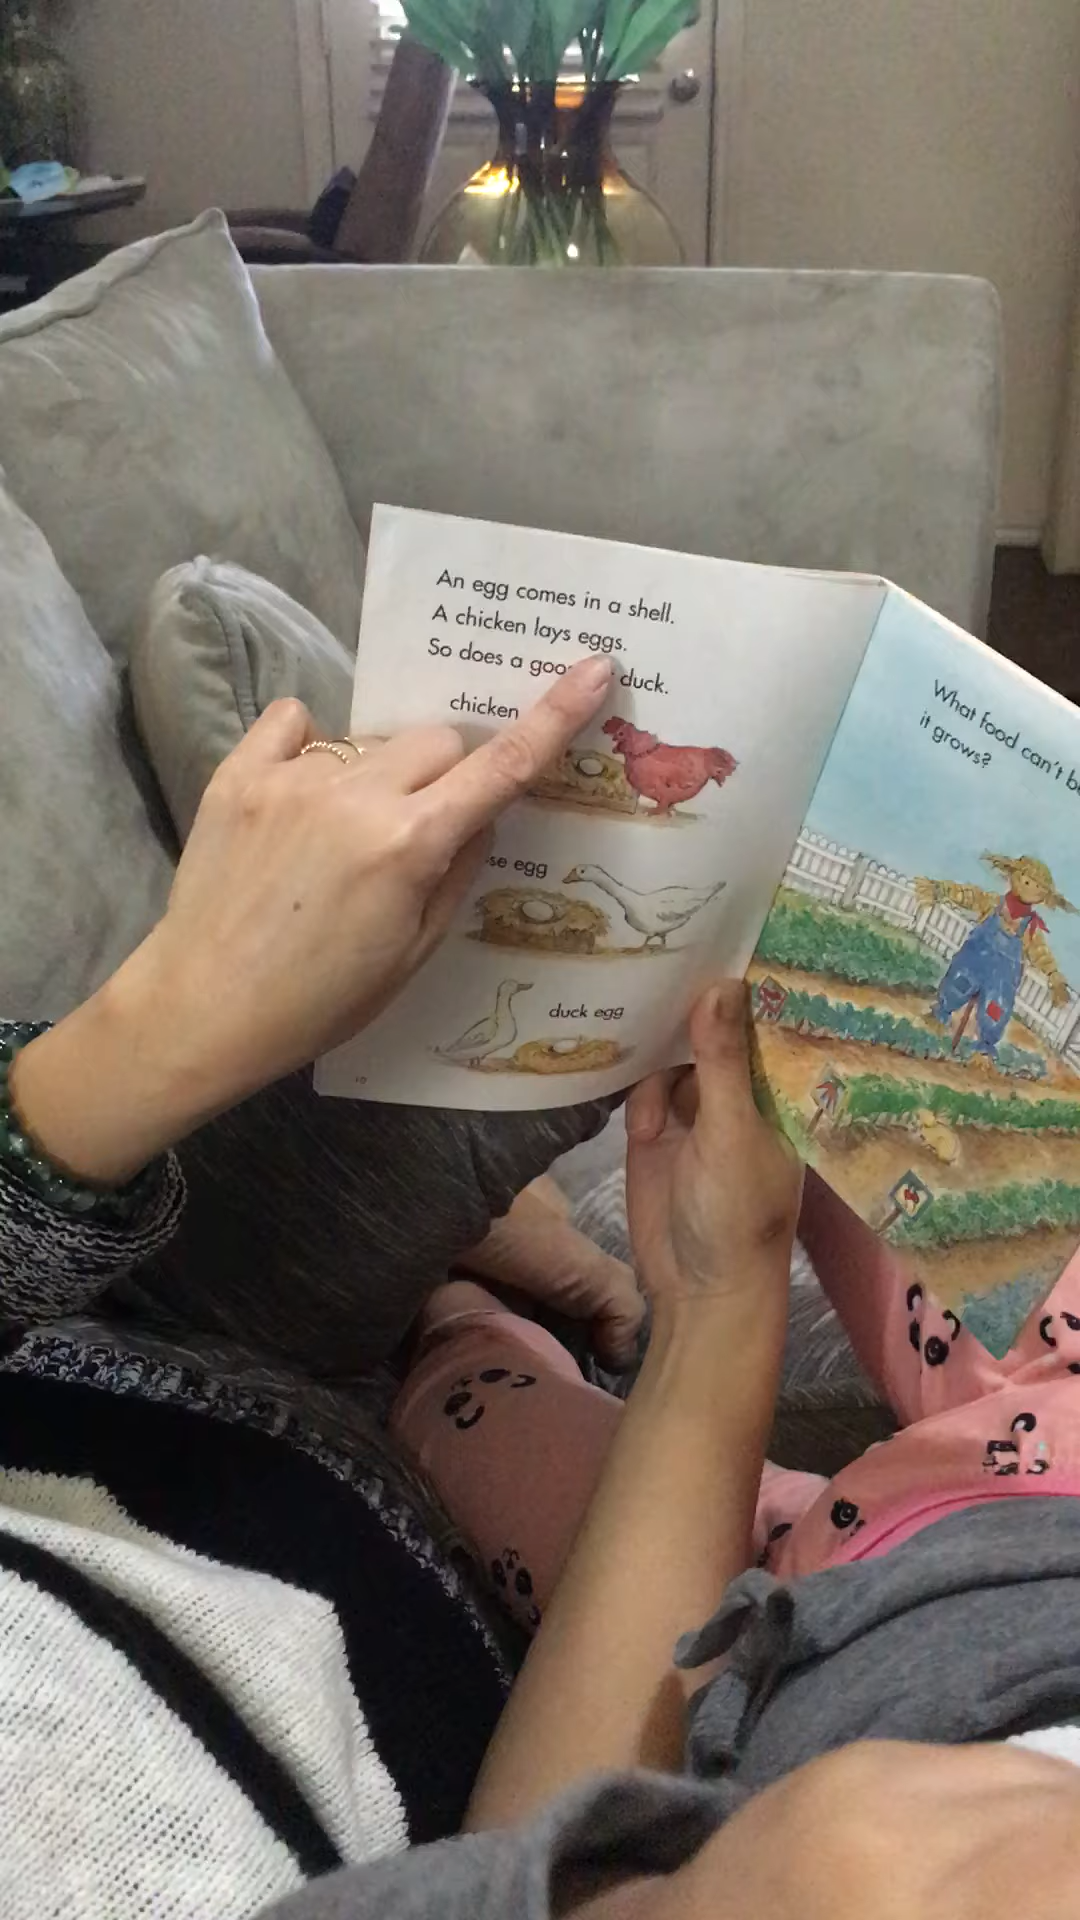 An egg comes in a shell.
A chicken lays eggs.
So does a duck.
chicken
egg
duck egg
10
What food can't
it grows?